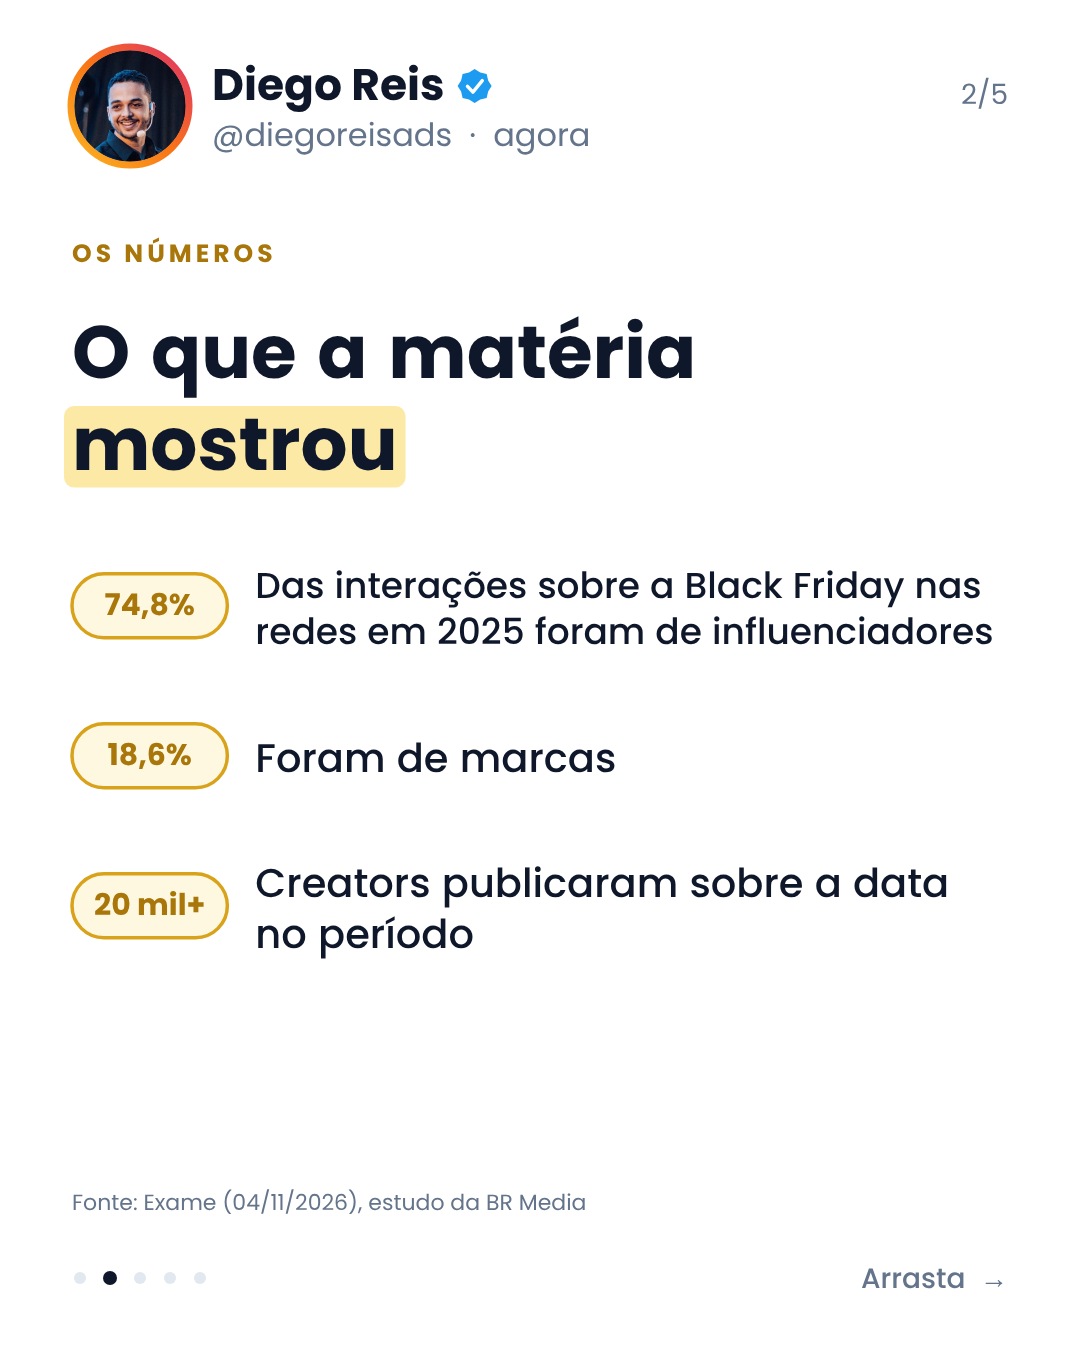 Diego Reis
2/5
@diegoreisads · agora
OS NÚMEROS
O que a matéria
mostrou
74,8%
Das interações sobre a Black Friday nas
redes em 2025 foram de influenciadores
18,6%
Foram de marcas
20 mil+
Creators publicaram sobre a data
no período
Fonte: Exame (04/11/2026), estudo da BR Media
Arrasta →